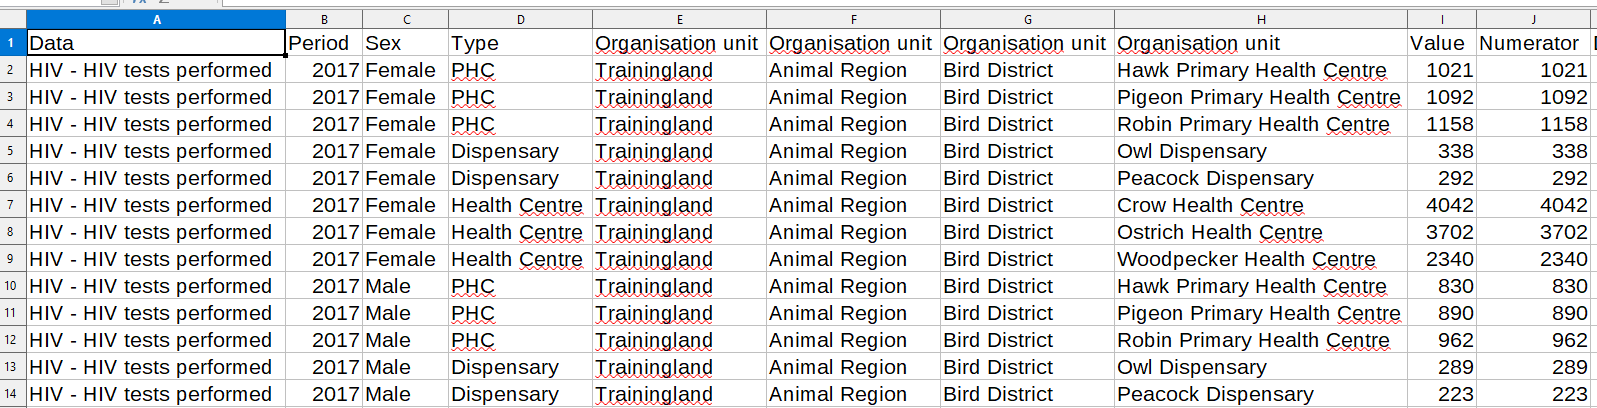 A B C D E F G H I J
1 Data Period Sex Type Organisation unit Organisation unit Organisation unit Organisation unit Value Numerator
2 HIV - HIV tests performed 2017 Female PHC Trainingland Animal Region Bird District Hawk Primary Health Centre 1021 1021
3 HIV - HIV tests performed 2017 Female PHC Trainingland Animal Region Bird District Pigeon Primary Health Centre 1092 1092
4 HIV - HIV tests performed 2017 Female PHC Trainingland Animal Region Bird District Robin Primary Health Centre 1158 1158
5 HIV - HIV tests performed 2017 Female Dispensary Trainingland Animal Region Bird District Owl Dispensary 338 338
6 HIV - HIV tests performed 2017 Female Dispensary Trainingland Animal Region Bird District Peacock Dispensary 292 292
7 HIV - HIV tests performed 2017 Female Health Centre Trainingland Animal Region Bird District Crow Health Centre 4042 4042
8 HIV - HIV tests performed 2017 Female Health Centre Trainingland Animal Region Bird District Ostrich Health Centre 3702 3702
9 HIV - HIV tests performed 2017 Female Health Centre Trainingland Animal Region Bird District Woodpecker Health Centre 2340 2340
10 HIV - HIV tests performed 2017 Male PHC Trainingland Animal Region Bird District Hawk Primary Health Centre 830 830
11 HIV - HIV tests performed 2017 Male PHC Trainingland Animal Region Bird District Pigeon Primary Health Centre 890 890
12 HIV - HIV tests performed 2017 Male PHC Trainingland Animal Region Bird District Robin Primary Health Centre 962 962
13 HIV - HIV tests performed 2017 Male Dispensary Trainingland Animal Region Bird District Owl Dispensary 289 289
14 HIV - HIV tests performed 2017 Male Dispensary Trainingland Animal Region Bird District Peacock Dispensary 223 223